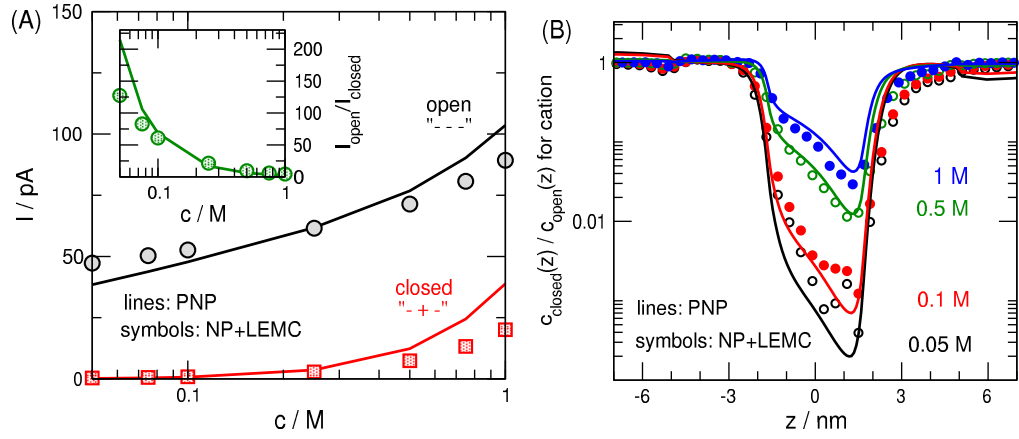 (A)
150
100
50
0
I / pA
0.1
1
c / M
200
150
100
50
0
I_open / I_closed
0.1
1
c / M
open
"- - -"
closed
"- + -"
lines: PNP
symbols: NP+LEMC
(B)
1
0.01
c_closed(z) / c_open(z) for cation
1 M
0.5 M
0.1 M
0.05 M
lines: PNP
symbols: NP+LEMC
-6
-3
0
3
6
z / nm